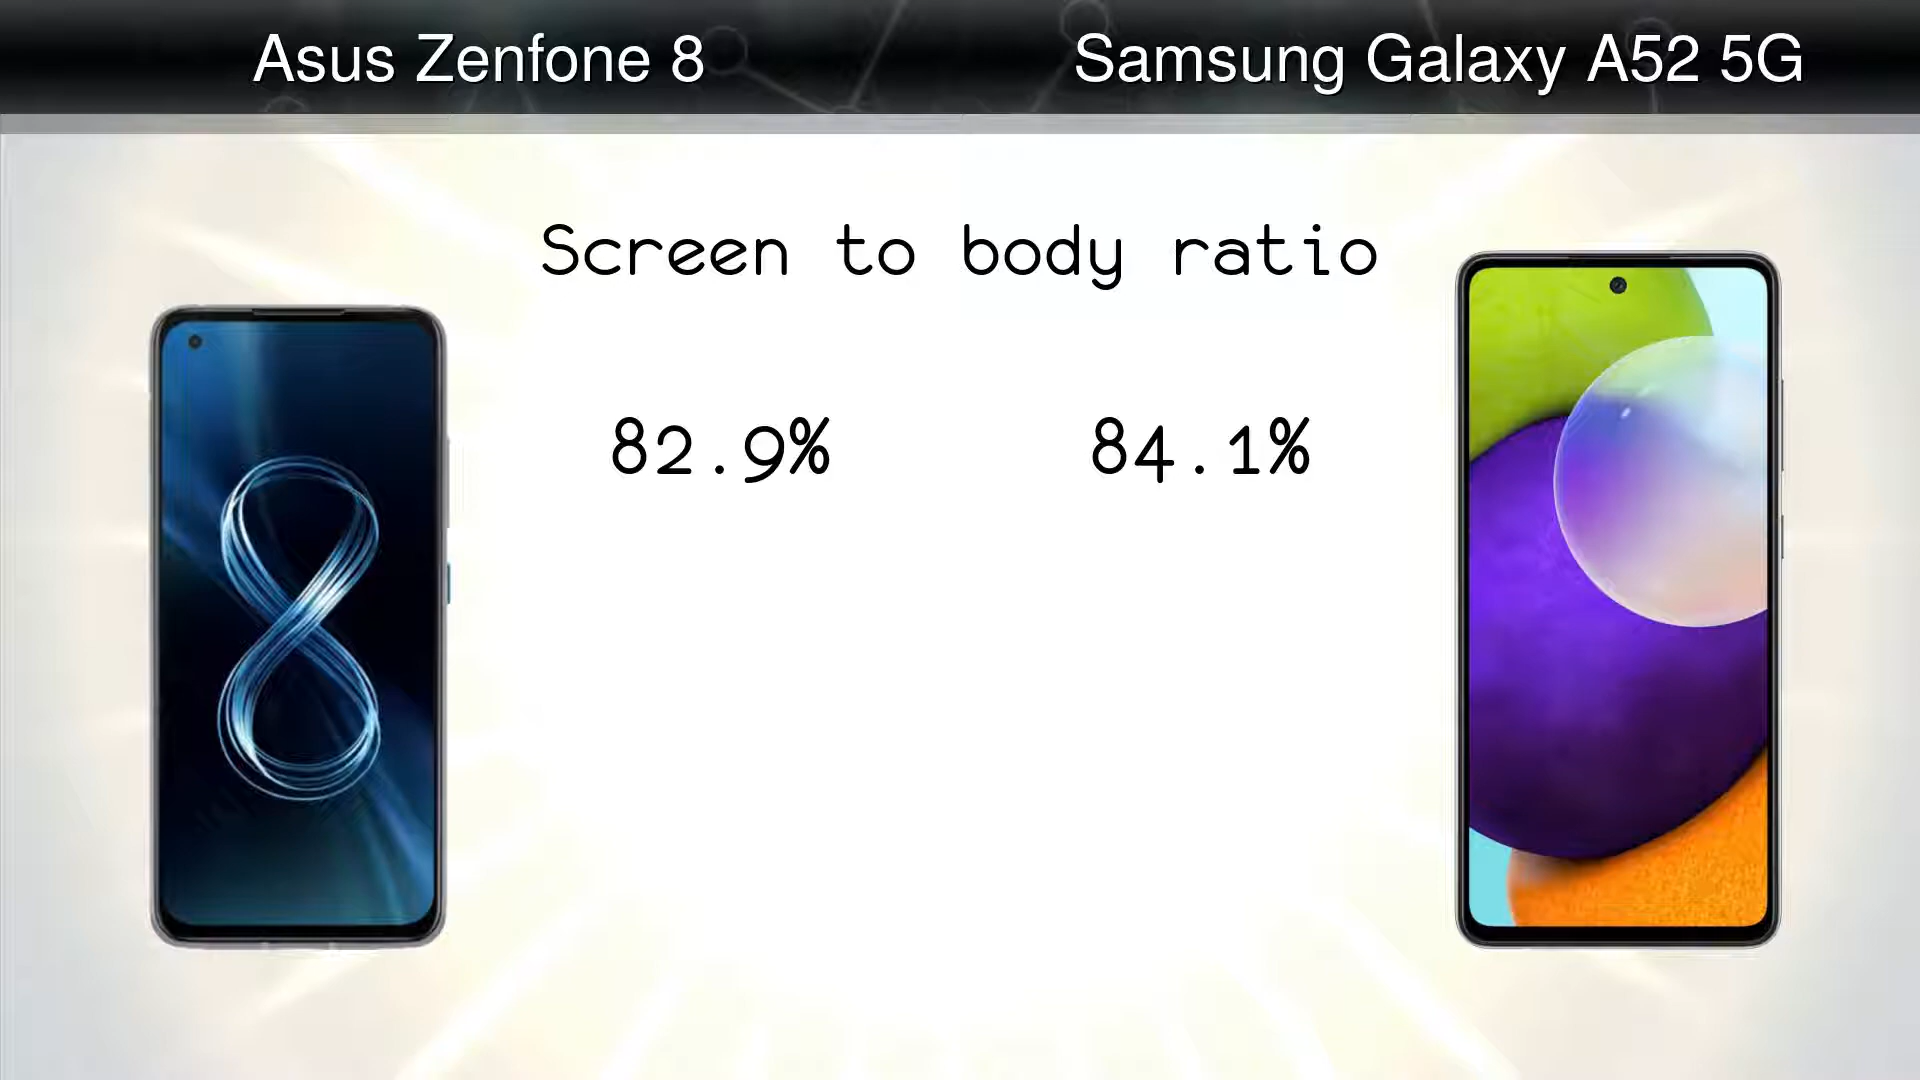 Asus Zenfone 8
Samsung Galaxy A52 5G
Screen to body ratio
82.9%
84.1%